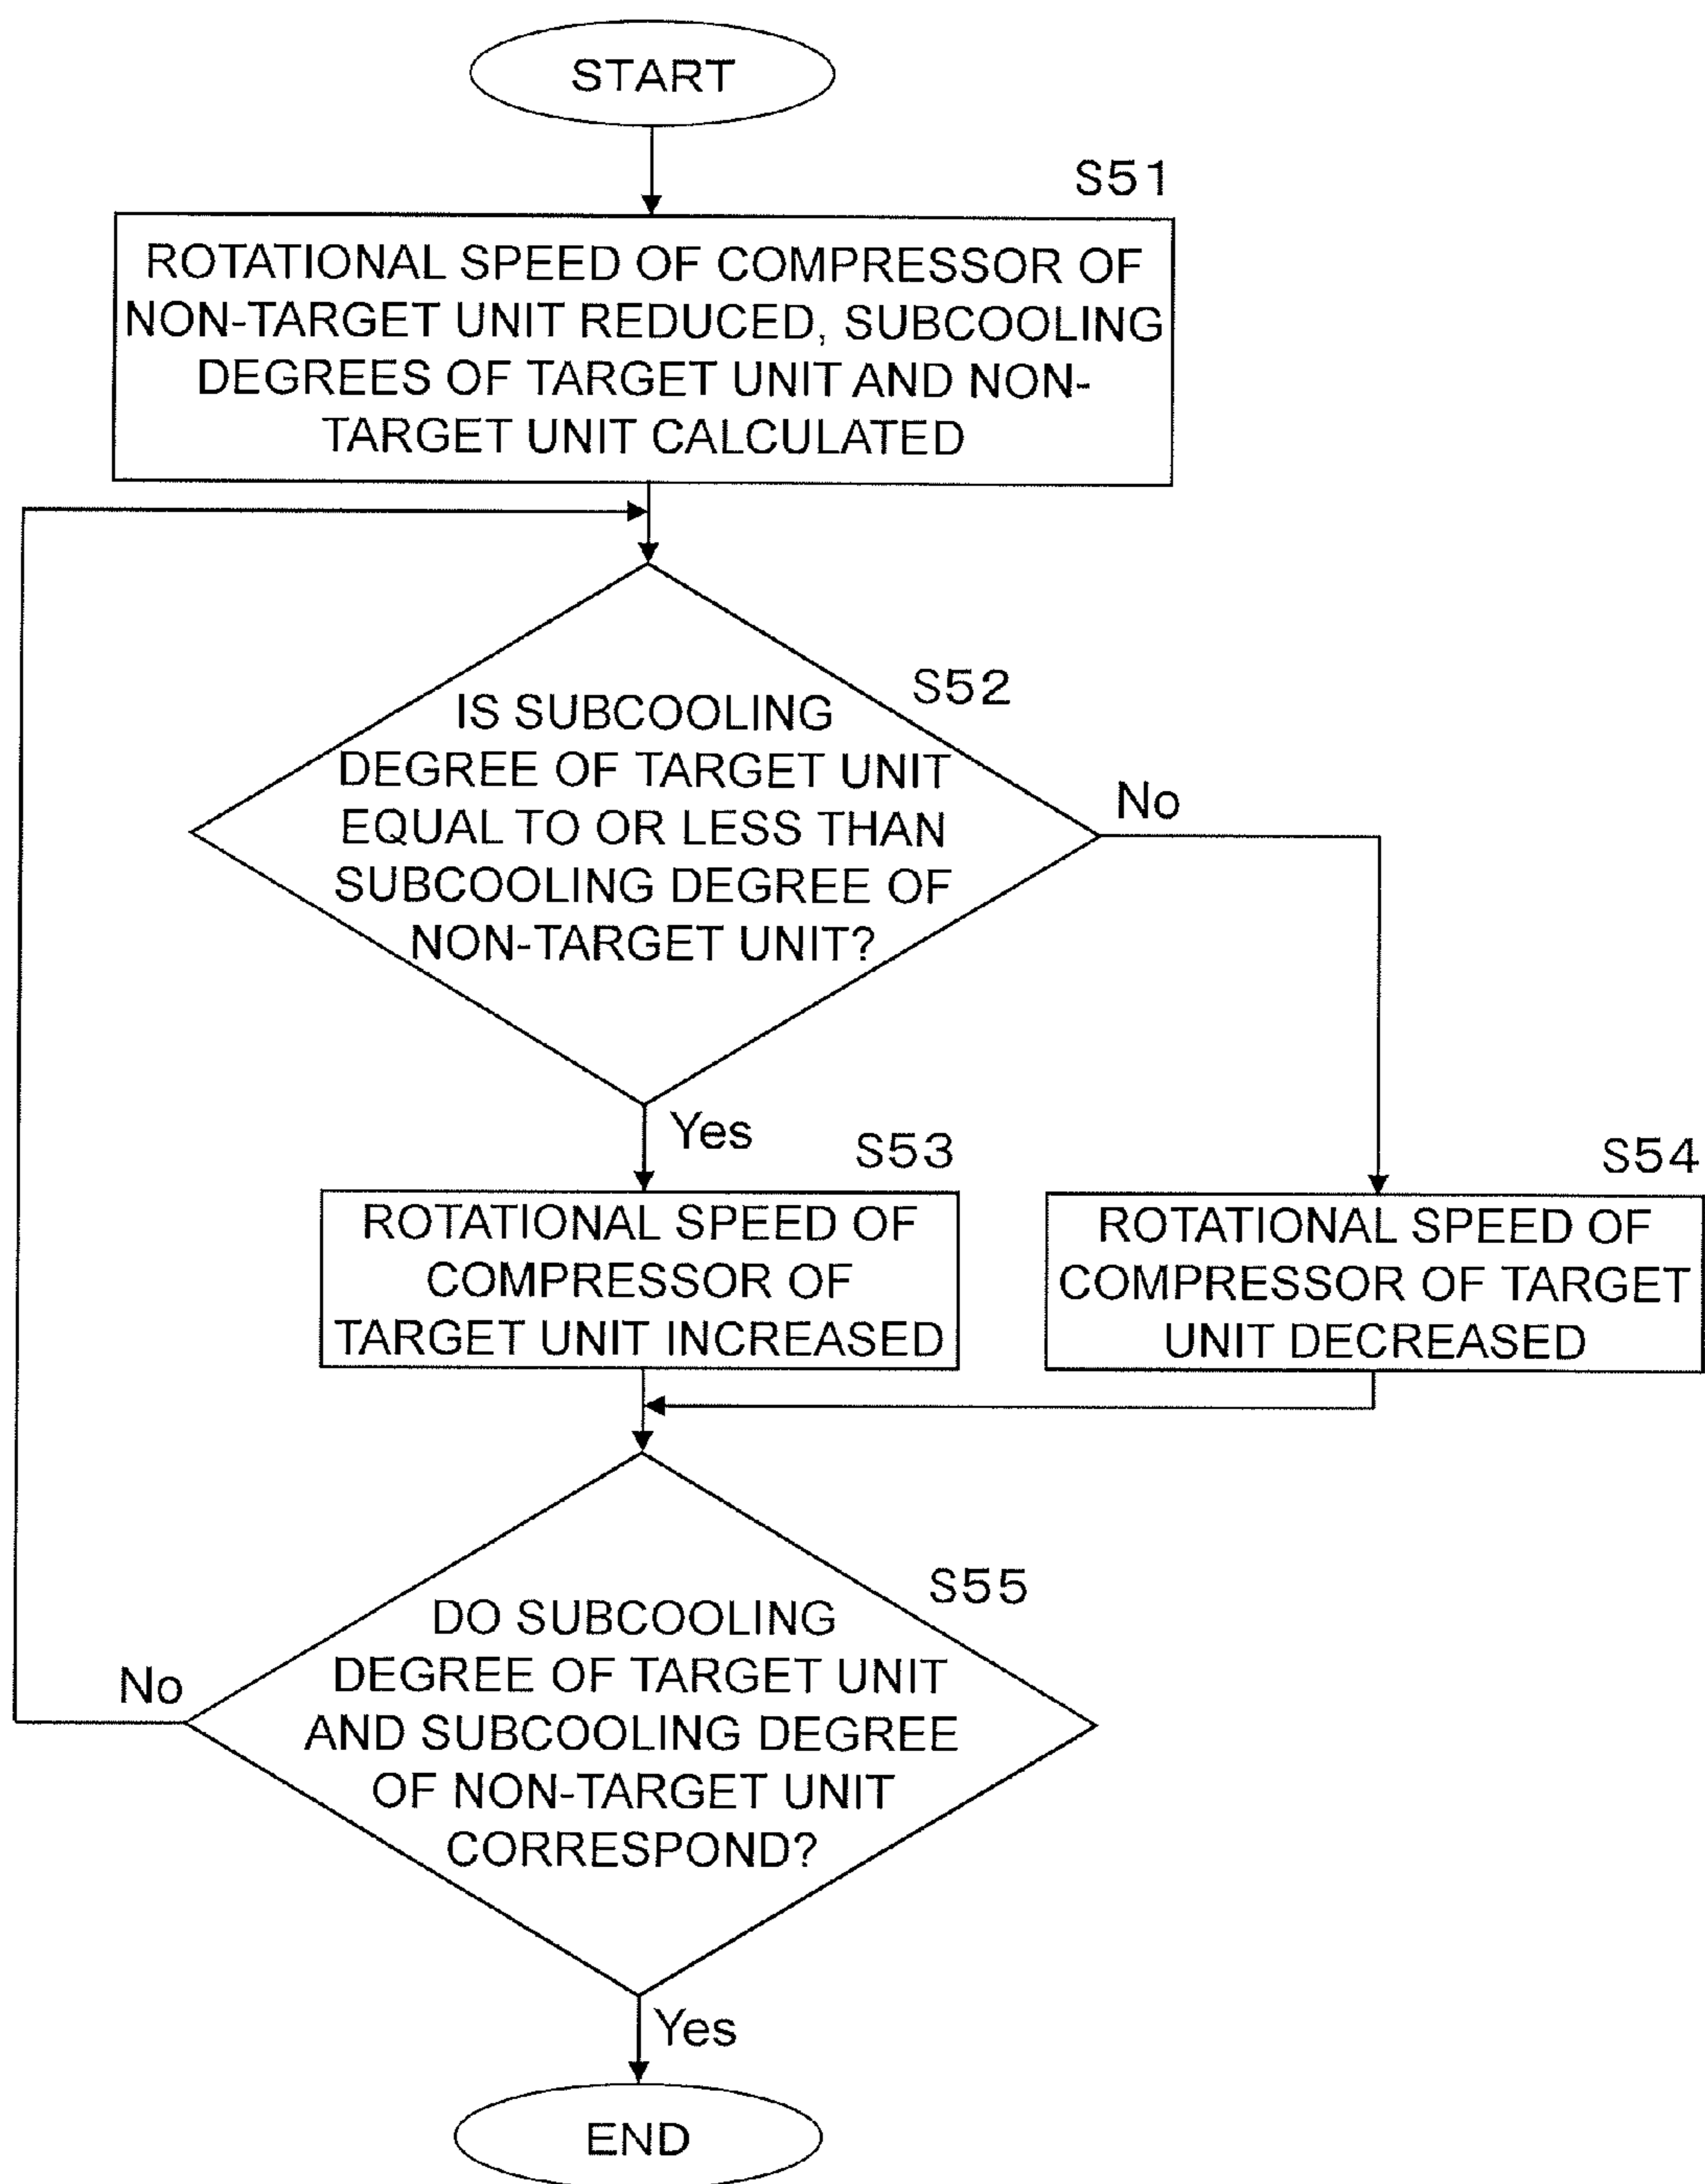 START
S51
ROTATIONAL SPEED OF COMPRESSOR OF
NON-TARGET UNIT REDUCED, SUBCOOLING
DEGREES OF TARGET UNIT AND NON-
TARGET UNIT CALCULATED
S52
IS SUBCOOLING
DEGREE OF TARGET UNIT
EQUAL TO OR LESS THAN
SUBCOOLING DEGREE OF
NON-TARGET UNIT?
No
Yes
S53
ROTATIONAL SPEED OF
COMPRESSOR OF
TARGET UNIT INCREASED
S54
ROTATIONAL SPEED OF
COMPRESSOR OF TARGET
UNIT DECREASED
S55
DO SUBCOOLING
DEGREE OF TARGET UNIT
AND SUBCOOLING DEGREE
OF NON-TARGET UNIT
CORRESPOND?
No
Yes
END